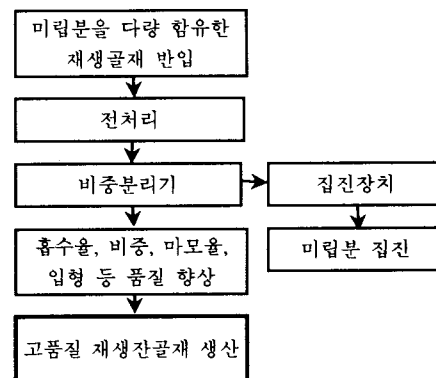 미립분을 다량 함유한
재생골재 반입
전처리
비중분리기
집진장치
흡수율, 비중, 마모율,
입형 등 품질 향상
미립분 집진
고품질 재생잔골재 생산